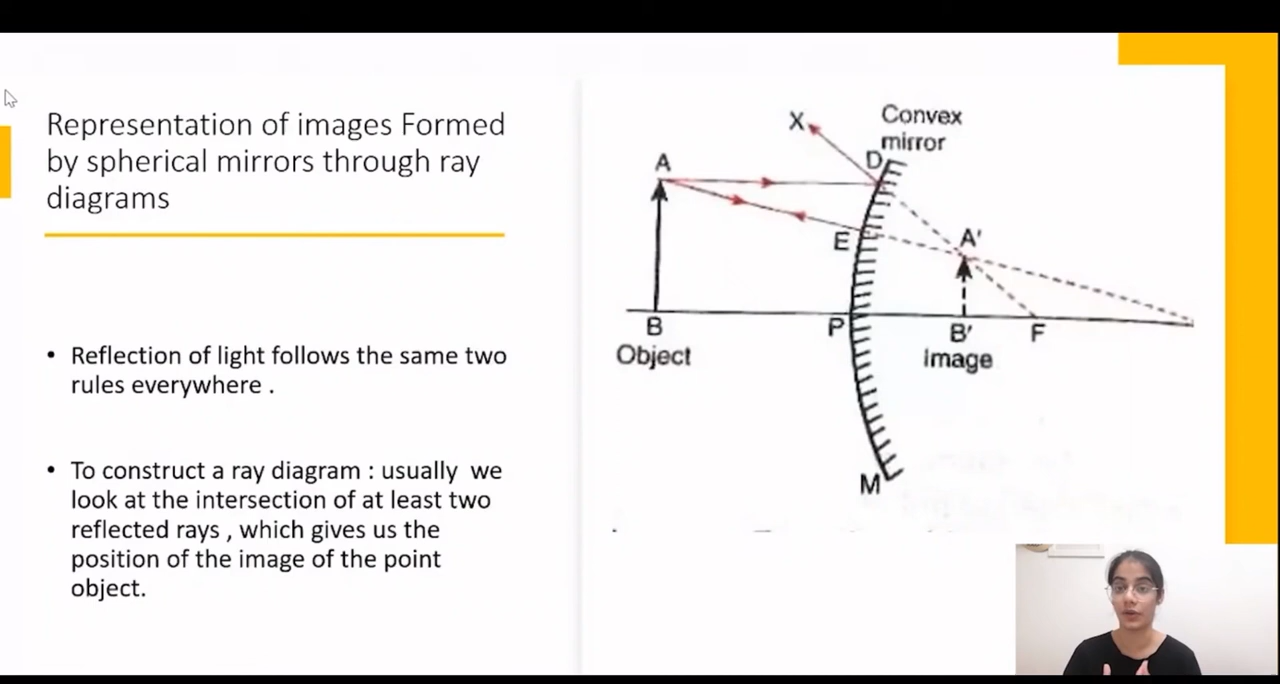 Representation of images Formed
by spherical mirrors through ray
diagrams
• Reflection of light follows the same two
rules everywhere .
• To construct a ray diagram : usually we
look at the intersection of at least two
reflected rays , which gives us the
position of the image of the point
object.
Convex
mirror
X
D
A
E
A'
B
P
B'
F
Object
Image
M